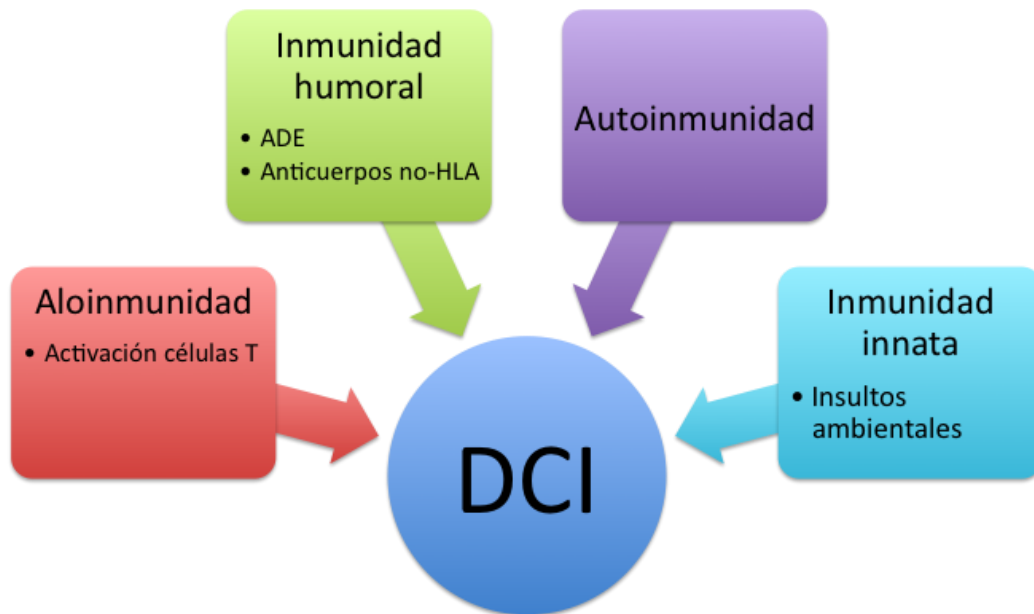 Inmunidad
humoral
• ADE
• Anticuerpos no-HLA
Autoinmunidad
Aloinmunidad
• Activación células T
Inmunidad
innata
• Insultos
ambientales
DCI